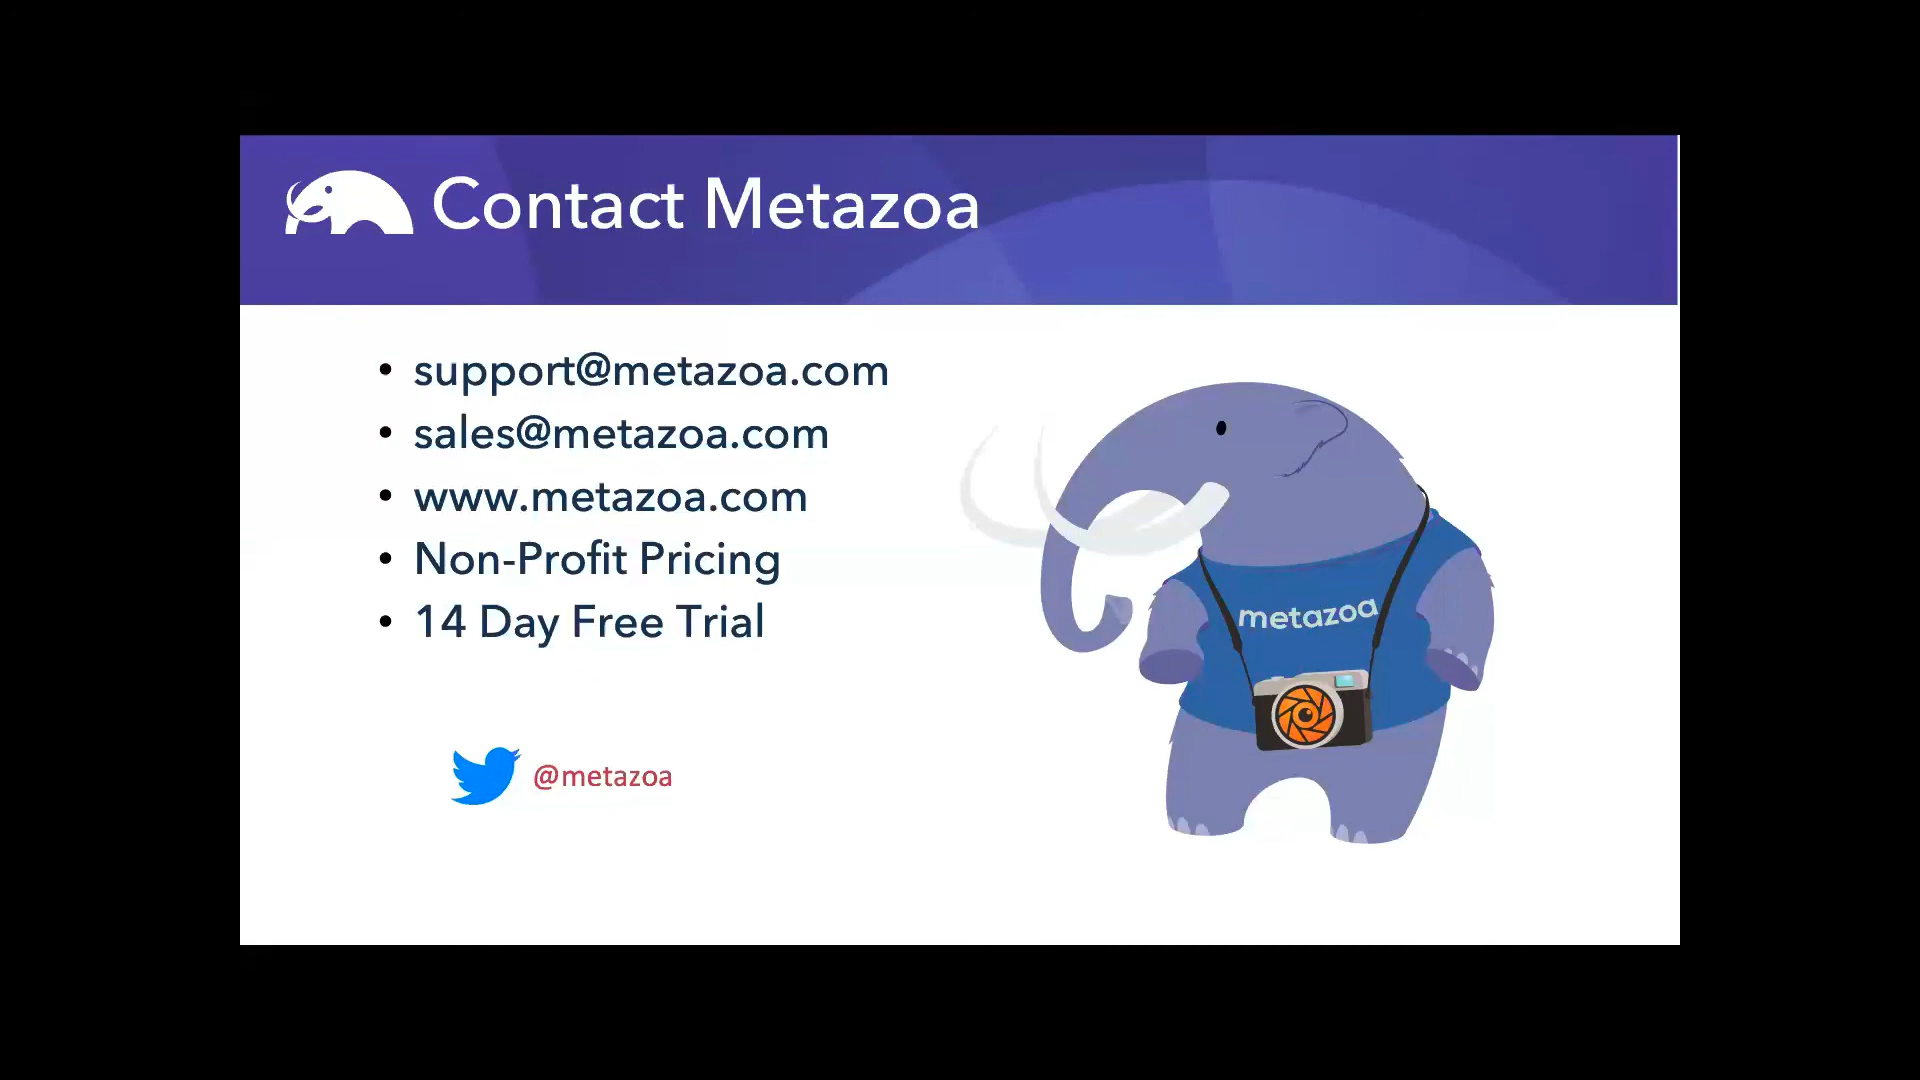 Contact Metazoa
• support@metazoa.com
• sales@metazoa.com
• www.metazoa.com
• Non-Profit Pricing
• 14 Day Free Trial
@metazoa
metazoa